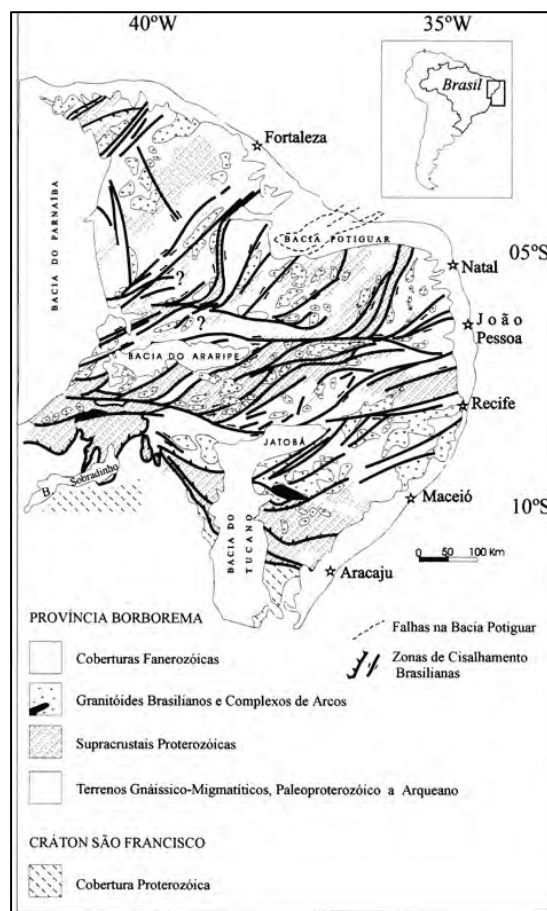 40ºW 35ºW
Brasil
Fortaleza
BACIA DO PARNAÍBA
BACIA POTIGUAR
05ºS
Natal
?
João
Pessoa
?
BACIA DO ARARIPE
Recife
JATOBÁ
B. Sobradinho
Maceió
10ºS
BACIA DO
TUCANO
0 50 100 Km
Aracaju
PROVÍNCIA BORBOREMA
Falhas na Bacia Potiguar
Coberturas Fanerozóicas
Zonas de Cisalhamento
Brasilianas
Granitóides Brasilianos e Complexos de Arcos
Supracrustais Proterozóicas
Terrenos Gnáissico-Migmatíticos, Paleoproterozóico a Arqueano
CRÁTON SÃO FRANCISCO
Cobertura Proterozóica